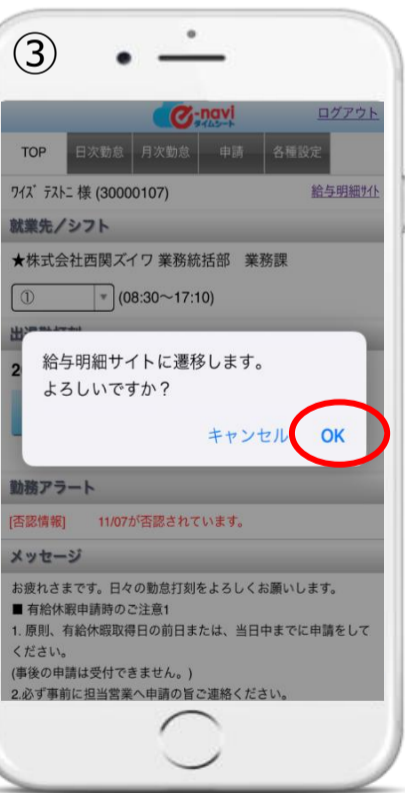 ③
e-navi
タイムシート
ログアウト
TOP 日次勤怠 月次勤怠 申請 各種設定
ワイズ テストニ 様 (30000107) 給与明細サイト
就業先／シフト
★株式会社西関ズイワ 業務統括部 業務課
① (08:30～17:10)
給与明細サイトに遷移します。
よろしいですか？
キャンセル OK
勤務アラート
[否認情報] 11/07が否認されています。
メッセージ
お疲れさまです。日々の勤怠打刻をよろしくお願いします。
■ 有給休暇申請時のご注意1
1. 原則、有給休暇取得日の前日または、当日中までに申請をして
ください。
(事後の申請は受付できません。)
2.必ず事前に担当営業へ申請の旨ご連絡ください。